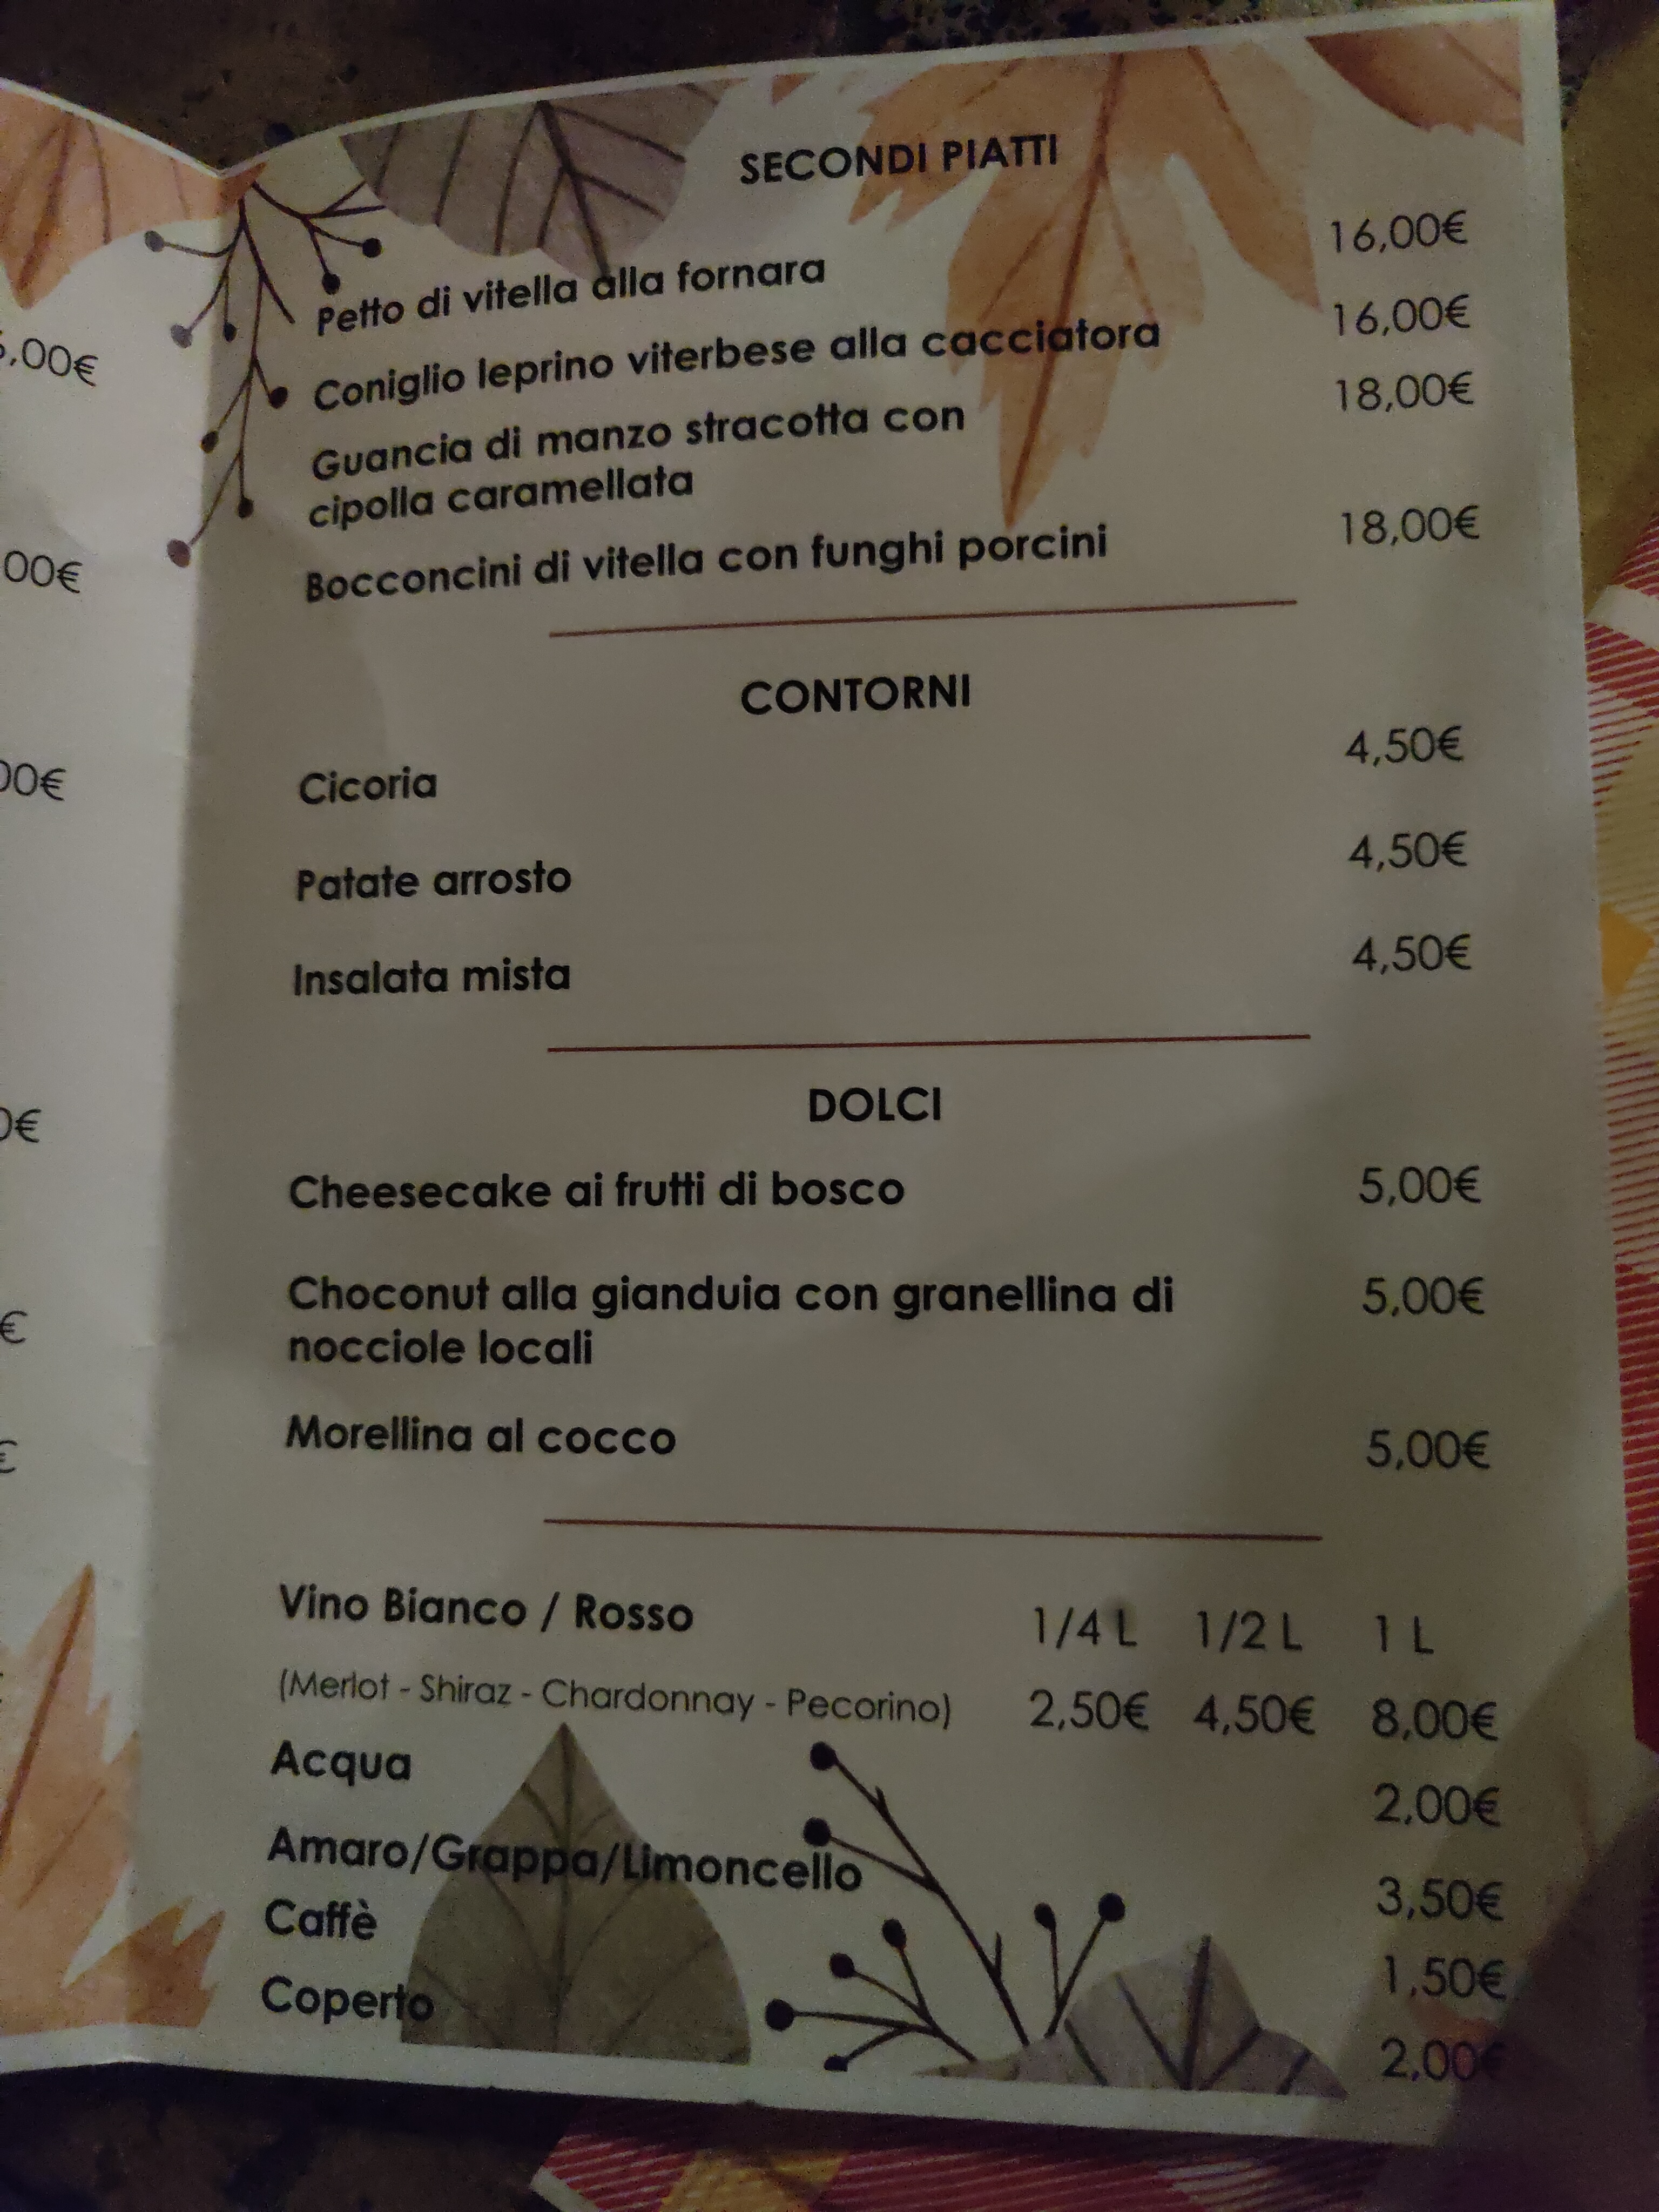 SECONDI PIATTI
Petto di vitella alla fornara 16,00€
Coniglio leprino viterbese alla cacciatora 16,00€
Guancia di manzo stracotta con 18,00€
cipolla caramellata
Bocconcini di vitella con funghi porcini 18,00€
CONTORNI
Cicoria 4,50€
Patate arrosto 4,50€
Insalata mista 4,50€
DOLCI
Cheesecake ai frutti di bosco 5,00€
Choconut alla gianduia con granellina di 5,00€
nocciole locali
Morellina al cocco 5,00€
Vino Bianco / Rosso 1/4 L 1/2 L 1 L
(Merlot - Shiraz - Chardonnay - Pecorino) 2,50€ 4,50€ 8,00€
Acqua 2,00€
Amaro/Grappa/Limoncello 3,50€
Caffè 1,50€
Coperto 2,00€